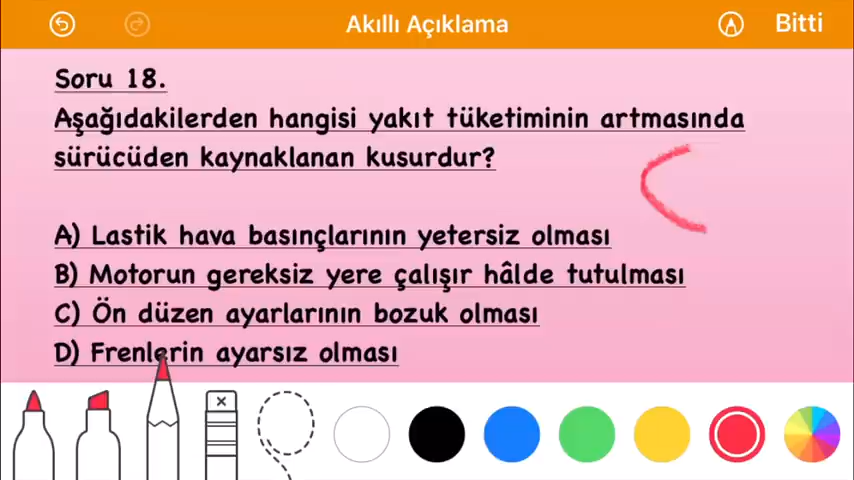 Akıllı Açıklama
Bitti
Soru 18.
Aşağıdakilerden hangisi yakıt tüketiminin artmasında
sürücüden kaynaklanan kusurdur?
A) Lastik hava basınçlarının yetersiz olması
B) Motorun gereksiz yere çalışır hâlde tutulması
C) Ön düzen ayarlarının bozuk olması
D) Frenlerin ayarsız olması